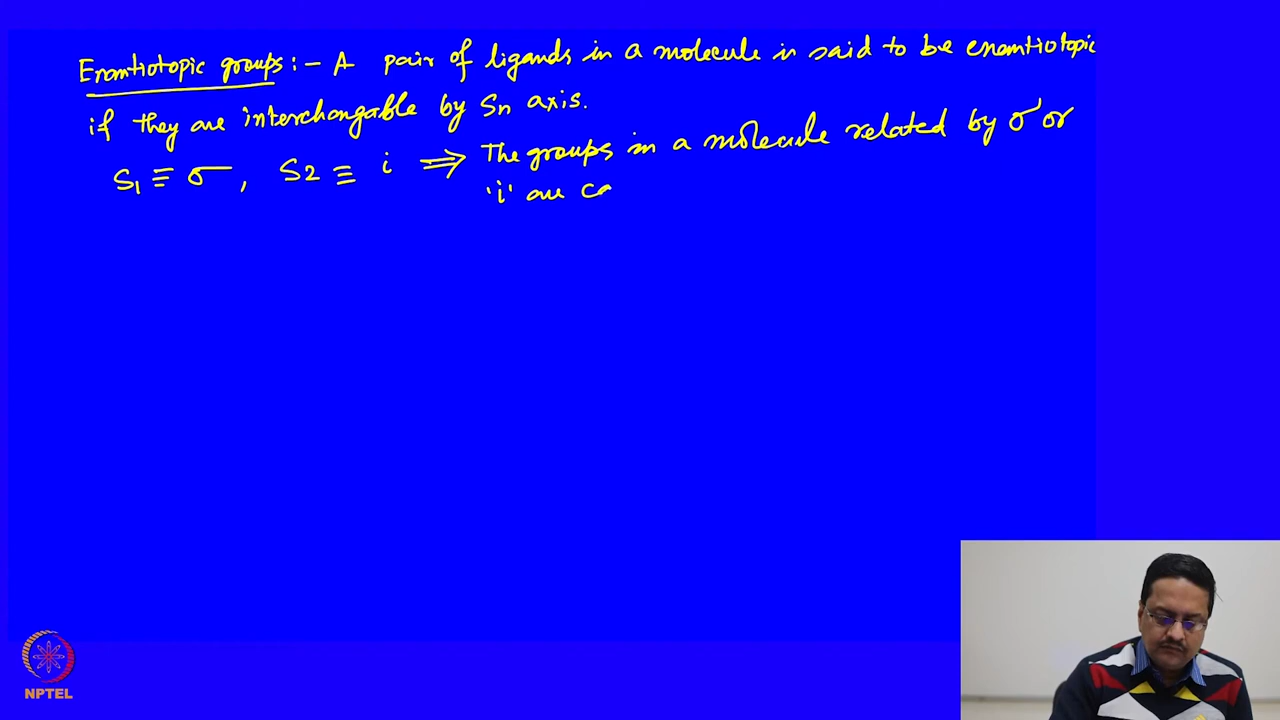 Enantiotopic groups:- A pair of ligands in a molecule is said to be enantiotopic
if they are interchangable by Sn axis.
S1 ≡ σ, S2 ≡ i ⟹ The groups in a molecule related by σ or
'i' are ca
NPTEL